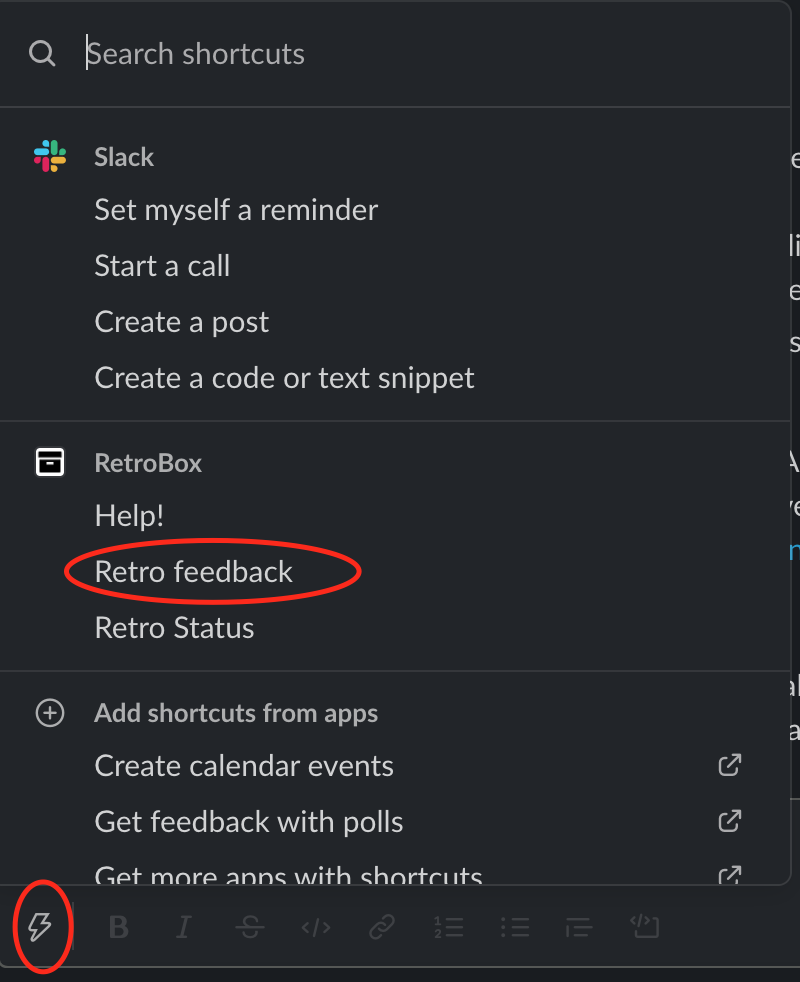 Search shortcuts
Slack
Set myself a reminder
Start a call
Create a post
Create a code or text snippet
RetroBox
Help!
Retro feedback
Retro Status
Add shortcuts from apps
Create calendar events
Get feedback with polls
Get more apps with shortcuts